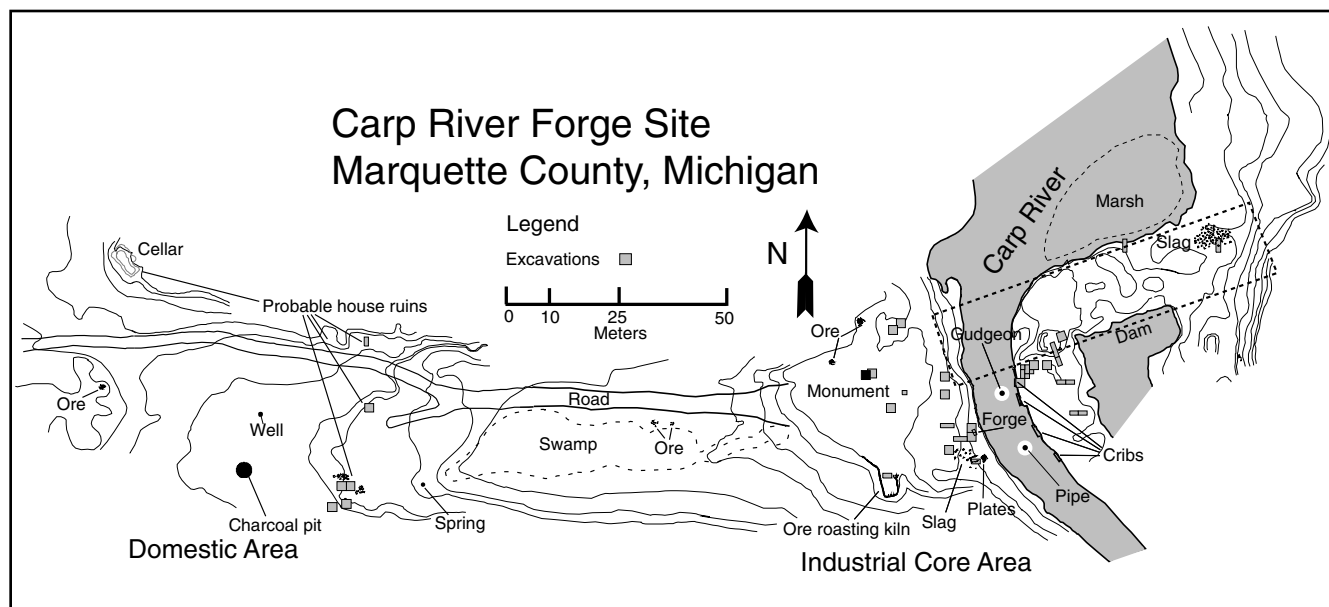 Carp River Forge Site
Marquette County, Michigan
Legend
Excavations
0 10 25 50
Meters
N
Carp River
Marsh
Slag
Cellar
Probable house ruins
Ore
Gudgeon
Dam
Ore
Monument
Road
Well
Swamp
Ore
Forge
Cribs
Charcoal pit
Spring
Ore roasting kiln
Slag
Plates
Pipe
Domestic Area
Industrial Core Area